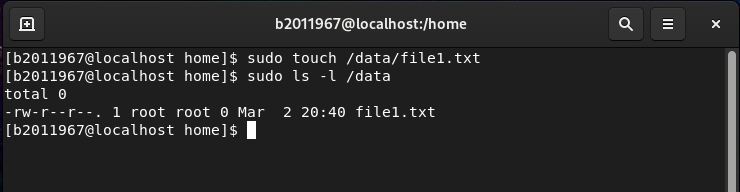 b2011967@localhost:/home
[b2011967@localhost home]$ sudo touch /data/file1.txt
[b2011967@localhost home]$ sudo ls -l /data
total 0
-rw-r--r--. 1 root root 0 Mar  2 20:40 file1.txt
[b2011967@localhost home]$